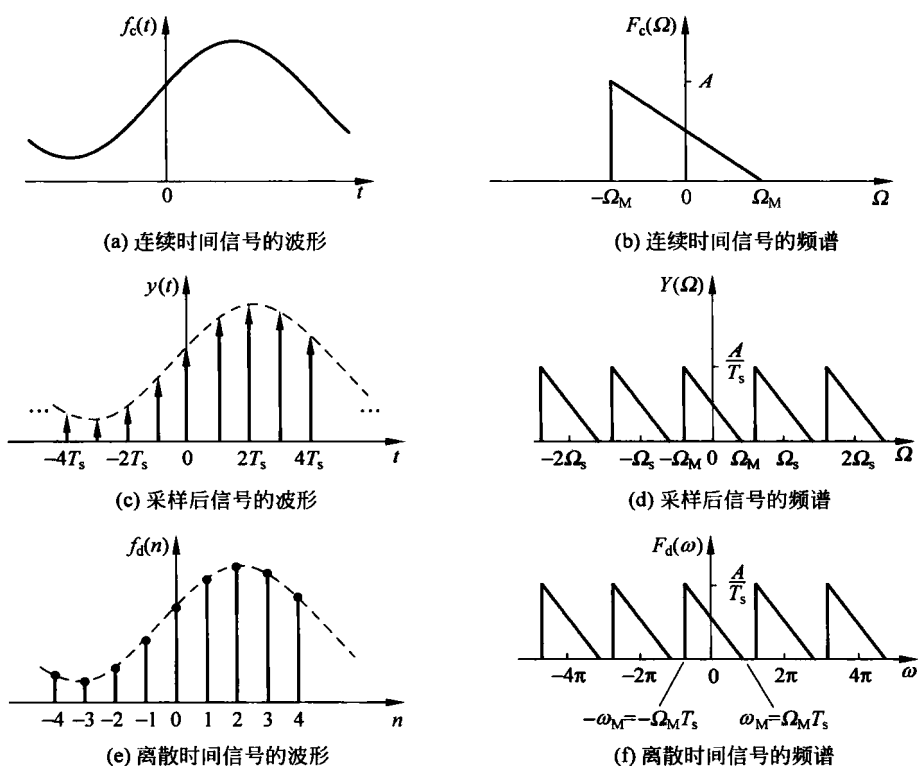 f_c(t)
0
t
(a) 连续时间信号的波形
F_c(Ω)
A
-Ω_M 0 Ω_M Ω
(b) 连续时间信号的频谱
y(t)
... ...
-4T_s -2T_s 0 2T_s 4T_s t
(c) 采样后信号的波形
Y(Ω)
A/T_s
-2Ω_s -Ω_s -Ω_M 0 Ω_M Ω_s 2Ω_s Ω
(d) 采样后信号的频谱
f_d(n)
-4 -3 -2 -1 0 1 2 3 4 n
(e) 离散时间信号的波形
F_d(ω)
A/T_s
-4π -2π 0 2π 4π ω
-ω_M=-Ω_M T_s ω_M=Ω_M T_s
(f) 离散时间信号的频谱